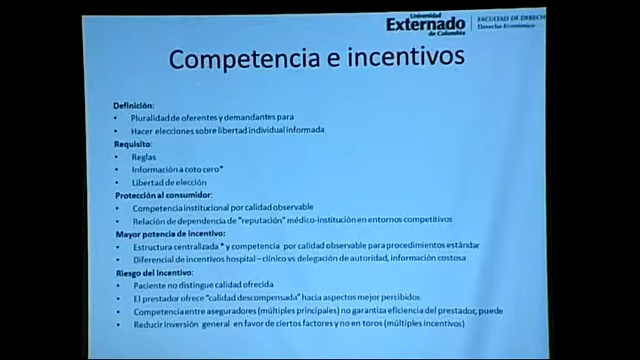 Universidad
Externado
de Colombia
FACULTAD DE DERECH
Derecho Económico
Competencia e incentivos
Definición:
• Pluralidad de oferentes y demandantes para
• Hacer elecciones sobre libertad individual informada
Requisito:
• Reglas
• Información a coto cero*
• Libertad de elección
Protección al consumidor:
• Competencia institucional por calidad observable
• Relación de dependencia de "reputación" médico-institución en entornos competitivos
Mayor potencia de incentivo:
• Estructura centralizada * y competencia por calidad observable para procedimientos estándar
• Diferencial de incentivos hospital – clínico vs delegación de autoridad, información costosa
Riesgo del incentivo:
• Paciente no distingue calidad ofrecida
• El prestador ofrece "calidad descompensada" hacia aspectos mejor percibidos
• Competencia entre aseguradores (múltiples principales) no garantiza eficiencia del prestador, puede
• Reducir inversión general en favor de ciertos factores y no en toros (múltiples incentivos)